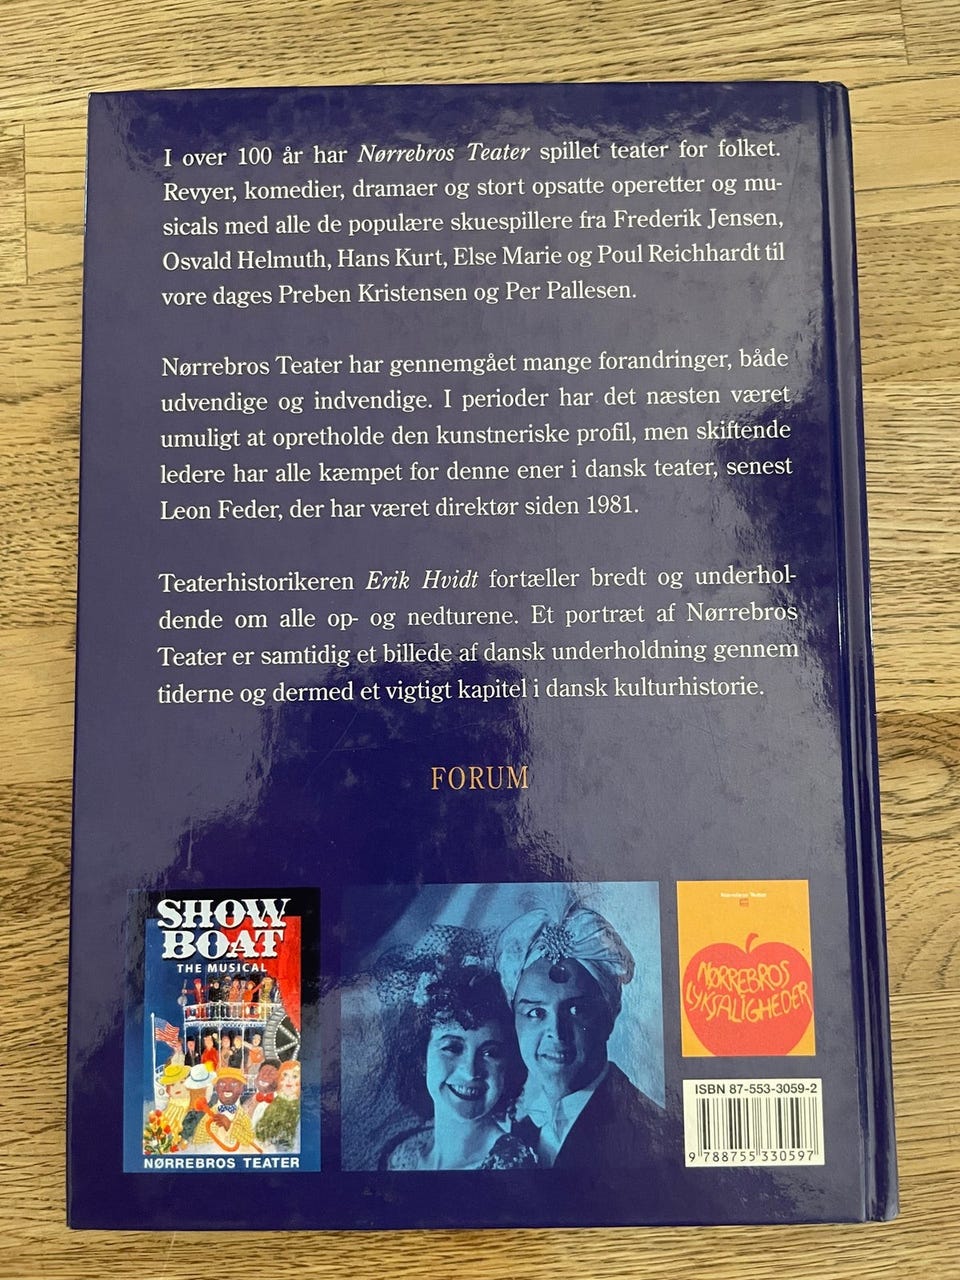 I over 100 år har Nørrebros Teater spillet teater for folket.
Revyer, komedier, dramaer og stort opsatte operetter og mu-
sicals med alle de populære skuespillere fra Frederik Jensen,
Osvald Helmuth, Hans Kurt, Else Marie og Poul Reichhardt til
vore dages Preben Kristensen og Per Pallesen.
Nørrebros Teater har gennemgået mange forandringer, både
udvendige og indvendige. I perioder har det næsten været
umuligt at opretholde den kunstneriske profil, men skiftende
ledere har alle kæmpet for denne ener i dansk teater, senest
Leon Feder, der har været direktør siden 1981.
Teaterhistorikeren Erik Hvidt fortæller bredt og underhol-
dende om alle op- og nedturene. Et portræt af Nørrebros
Teater er samtidig et billede af dansk underholdning gennem
tiderne og dermed et vigtigt kapitel i dansk kulturhistorie.
FORUM
SHOW
BOAT
THE MUSICAL
NØRREBROS TEATER
Nørrebros Teater
NØRREBROS
LYKSALIGHEDER
ISBN 87-553-3059-2
9 788755 330597